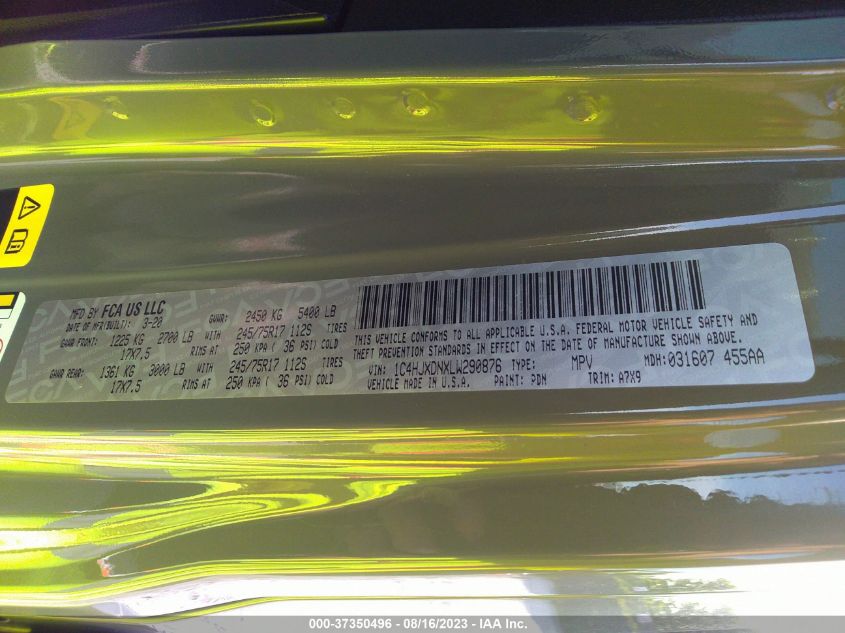 MFD BY FCA US LLC
DATE OF MFR(BUILT): 3-20 GVWR: 2450 KG 5400 LB
GAWR FRONT: 1225 KG 2700 LB WITH 245/75R17 112S TIRES
17X7.5 RIMS AT 250 KPA ( 36 PSI) COLD
GAWR REAR: 1361 KG 3000 LB WITH 245/75R17 112S TIRES
17X7.5 RIMS AT 250 KPA ( 36 PSI) COLD
THIS VEHICLE CONFORMS TO ALL APPLICABLE U.S.A. FEDERAL MOTOR VEHICLE SAFETY AND
THEFT PREVENTION STANDARDS IN EFFECT ON THE DATE OF MANUFACTURE SHOWN ABOVE.
VIN: 1C4HJXDNXLW290876 TYPE: MPV MDH: 031607 455AA
VEHICLE MADE IN U.S.A. PAINT: PDN TRIM: A7X9
000-37350496 - 08/16/2023 - IAA Inc.